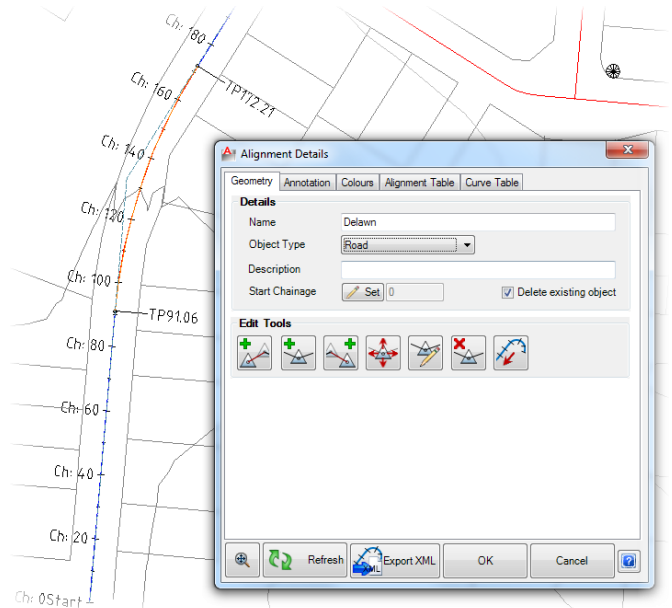 Ch: 180
Ch: 160
TP172.21
Ch: 140
Ch: 120
Ch: 100
TP91.06
Ch: 80
Ch: 60
Ch: 40
Ch: 20
Ch: 0Start
Alignment Details
Geometry Annotation Colours Alignment Table Curve Table
Details
Name Delawn
Object Type Road
Description
Start Chainage Set 0 Delete existing object
Edit Tools
Refresh Export XML OK Cancel